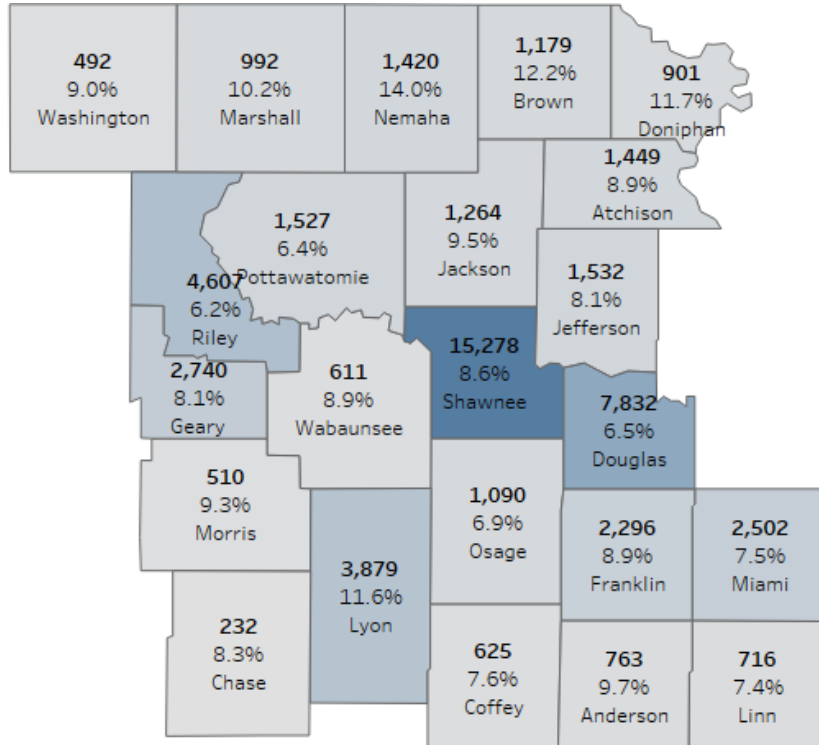 492
9.0%
Washington
992
10.2%
Marshall
1,420
14.0%
Nemaha
1,179
12.2%
Brown
901
11.7%
Doniphan
1,449
8.9%
Atchison
1,527
6.4%
Pottawatomie
1,264
9.5%
Jackson
1,532
8.1%
Jefferson
4,607
6.2%
Riley
15,278
8.6%
Shawnee
2,740
8.1%
Geary
611
8.9%
Wabaunsee
7,832
6.5%
Douglas
510
9.3%
Morris
1,090
6.9%
Osage
2,296
8.9%
Franklin
2,502
7.5%
Miami
3,879
11.6%
Lyon
232
8.3%
Chase
625
7.6%
Coffey
763
9.7%
Anderson
716
7.4%
Linn